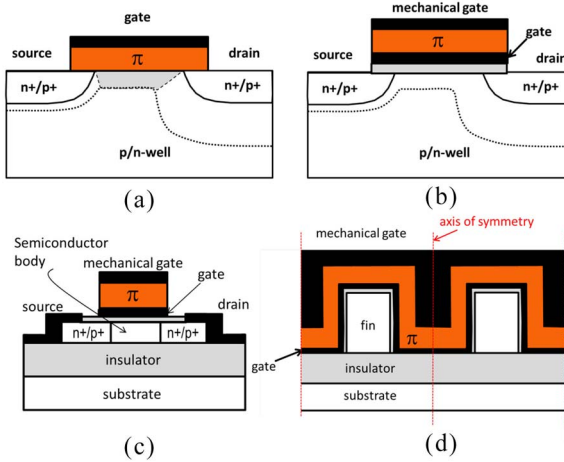 gate
source
π
drain
n+/p+
n+/p+
p/n-well
(a)
mechanical gate
gate
source
π
drain
n+/p+
n+/p+
p/n-well
(b)
Semiconductor
body
mechanical gate
gate
source
π
drain
n+/p+
n+/p+
insulator
substrate
(c)
axis of symmetry
mechanical gate
fin
π
gate
insulator
substrate
(d)